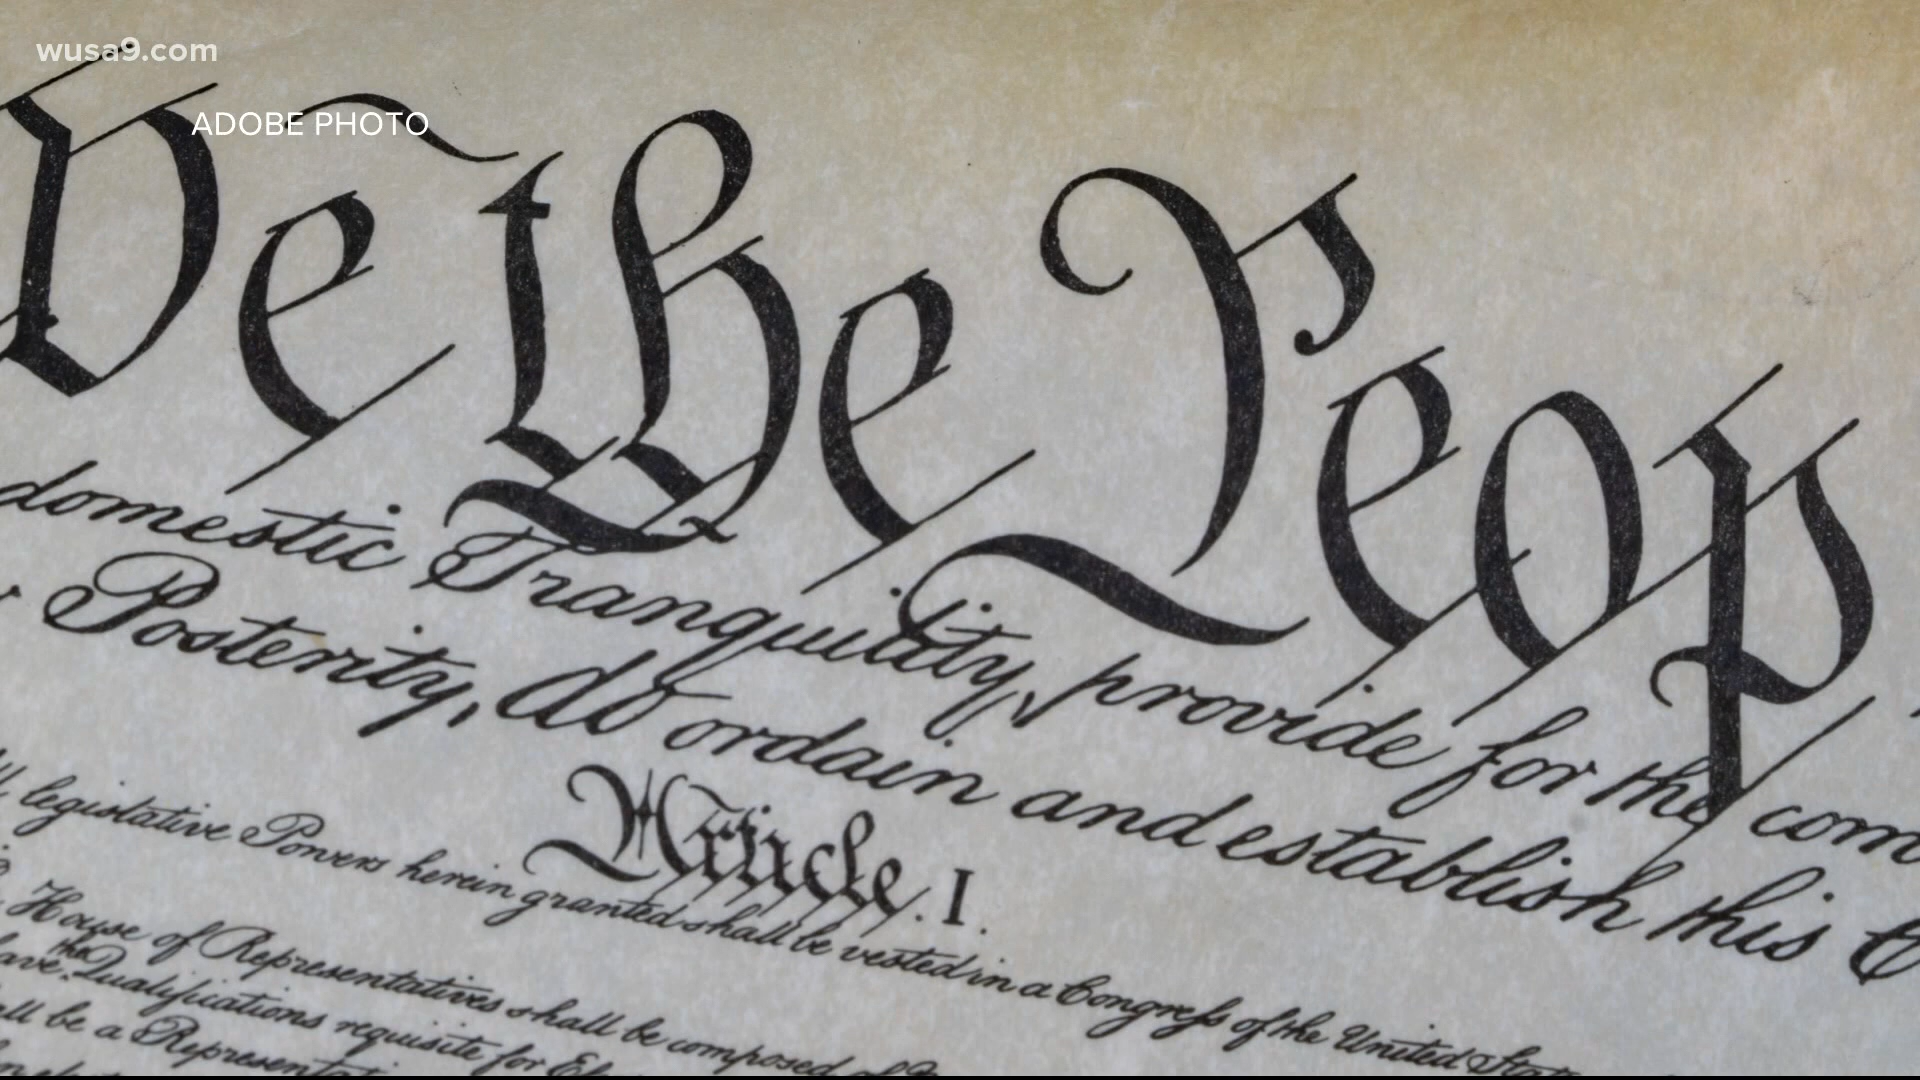 wusa9.com
ADOBE PHOTO
We the Peop
domestic Tranquility, provide for the com
Posterity, do ordain and establish this
Article. I.
legislative Powers herein granted shall be vested in a Congress of the United
House of Representatives shall be composed of
the
Qualifications requisite for
all be a